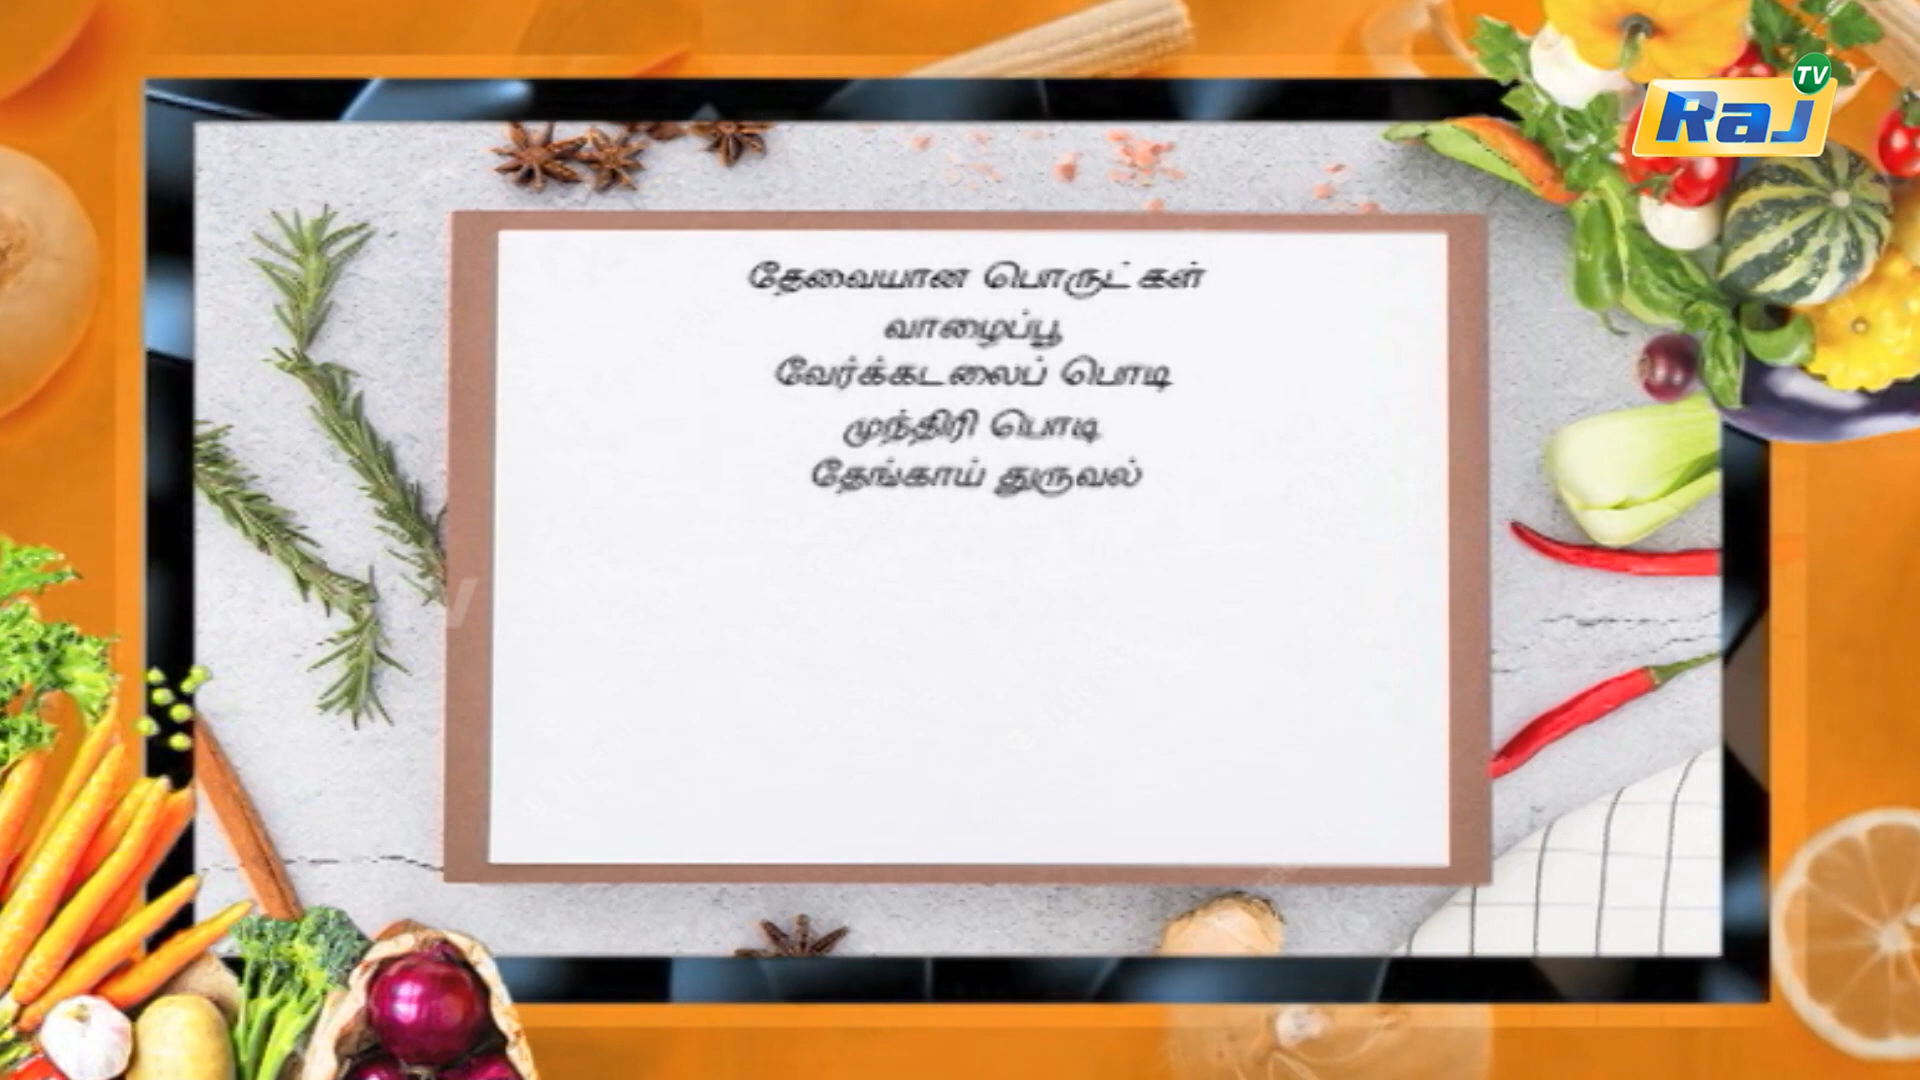 Raj TV
தேவையான பொருட்கள்
வாழைப்பூ
வேர்க்கடலைப் பொடி
முந்திரி பொடி
தேங்காய் துருவல்